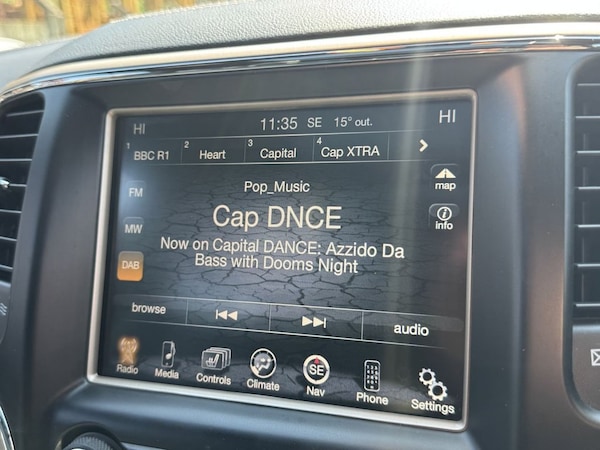 HI 11:35 SE 15° out. HI
1 BBC R1 2 Heart 3 Capital 4 Cap XTRA
map
Pop_Music
FM
Cap DNCE
info
MW
Now on Capital DANCE: Azzido Da
Bass with Dooms Night
DAB
browse audio
Radio Media Controls Climate SE Nav Phone Settings